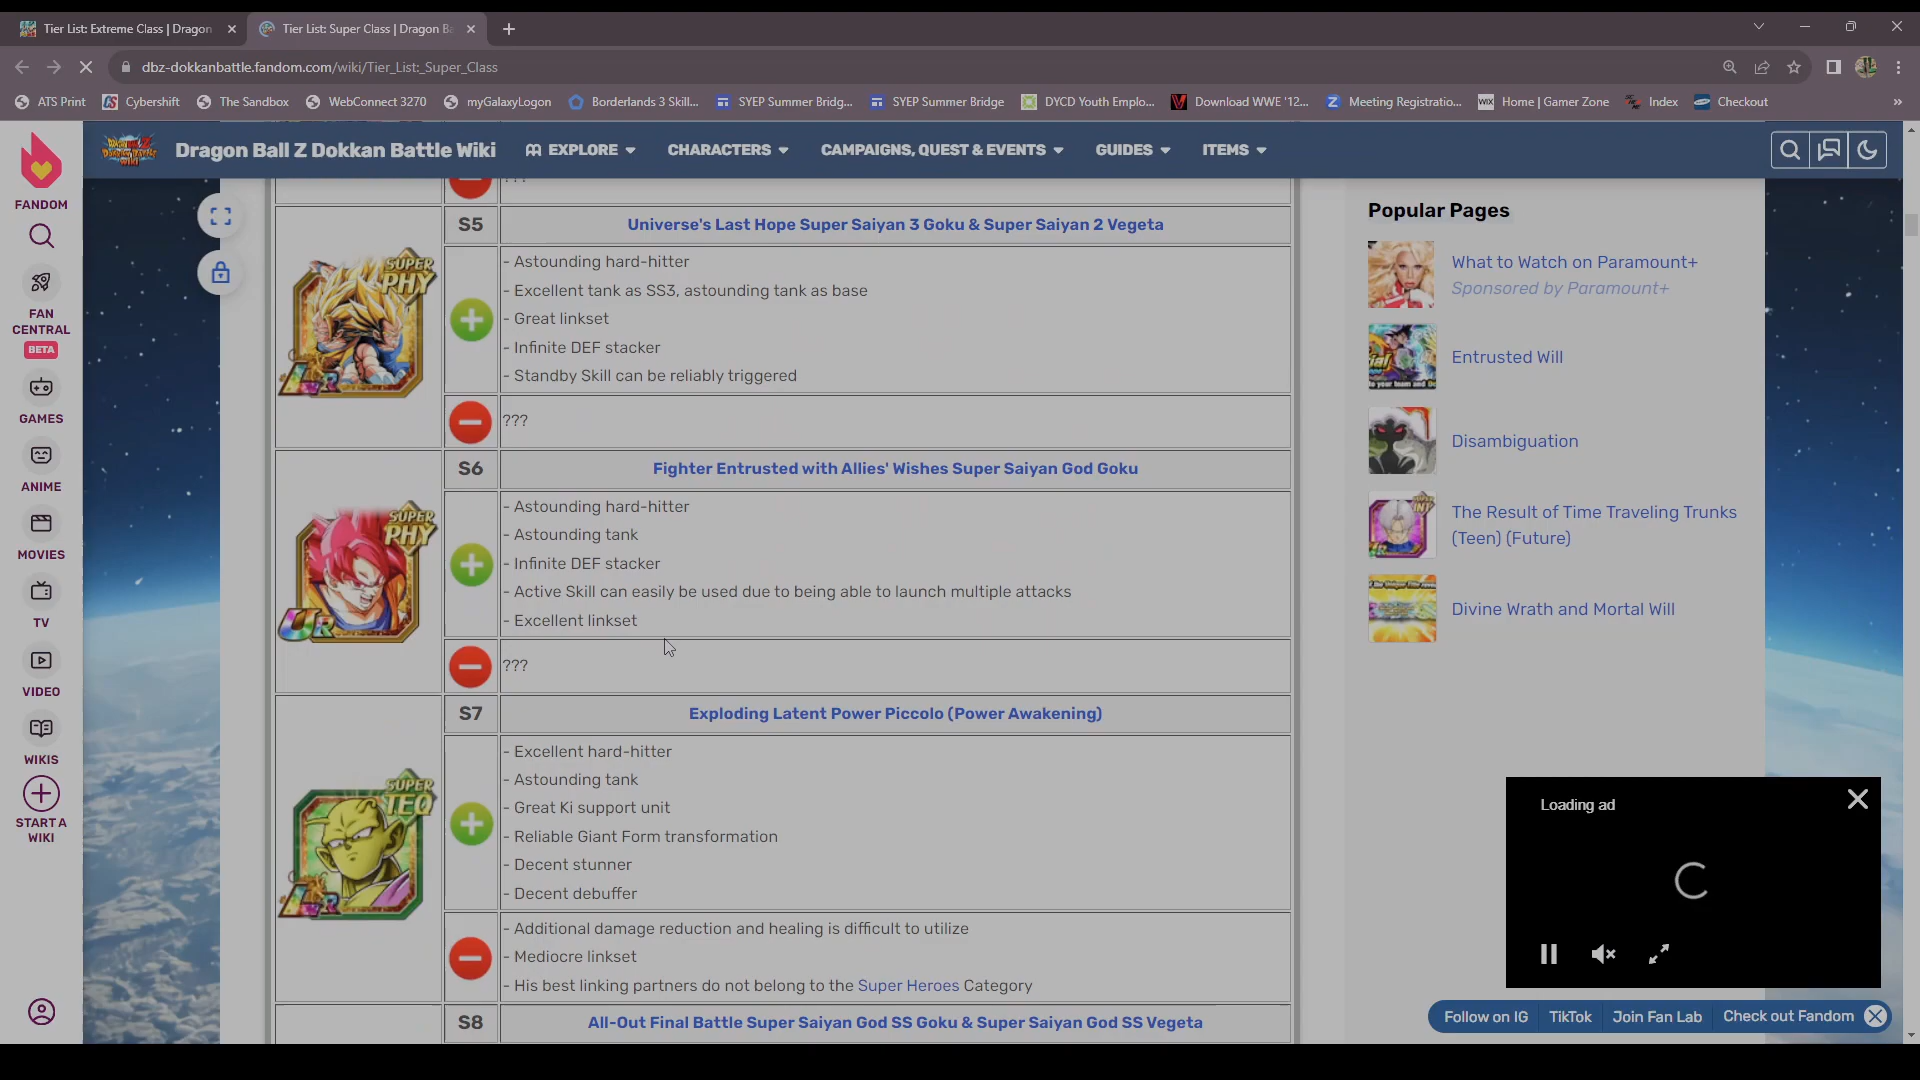 Tier List: Extreme Class | Dragon
Tier List: Super Class | Dragon B
dbz-dokkanbattle.fandom.com/wiki/Tier_List:_Super_Class
ATS Print Cybershift The Sandbox WebConnect 3270 myGalaxyLogon Borderlands 3 Skill... SYEP Summer Bridg... SYEP Summer Bridge DYCD Youth Emplo... Download WWE '12... Meeting Registratio... Home | Gamer Zone Index Checkout »
Dragon Ball Z Dokkan Battle Wiki EXPLORE CHARACTERS CAMPAIGNS, QUEST & EVENTS GUIDES ITEMS
FANDOM
FAN
CENTRAL
BETA
GAMES
ANIME
MOVIES
TV
VIDEO
WIKIS
START A
WIKI
???
S5 Universe's Last Hope Super Saiyan 3 Goku & Super Saiyan 2 Vegeta
SUPER
PHY
LR
- Astounding hard-hitter
- Excellent tank as SS3, astounding tank as base
- Great linkset
- Infinite DEF stacker
- Standby Skill can be reliably triggered
???
S6 Fighter Entrusted with Allies' Wishes Super Saiyan God Goku
SUPER
PHY
UR
- Astounding hard-hitter
- Astounding tank
- Infinite DEF stacker
- Active Skill can easily be used due to being able to launch multiple attacks
- Excellent linkset
???
S7 Exploding Latent Power Piccolo (Power Awakening)
SUPER
TEQ
LR
- Excellent hard-hitter
- Astounding tank
- Great Ki support unit
- Reliable Giant Form transformation
- Decent stunner
- Decent debuffer
- Additional damage reduction and healing is difficult to utilize
- Mediocre linkset
- His best linking partners do not belong to the Super Heroes Category
S8 All-Out Final Battle Super Saiyan God SS Goku & Super Saiyan God SS Vegeta
Popular Pages
What to Watch on Paramount+
Sponsored by Paramount+
Entrusted Will
Disambiguation
The Result of Time Traveling Trunks
(Teen) (Future)
Divine Wrath and Mortal Will
Loading ad
Follow on IG TikTok Join Fan Lab Check out Fandom